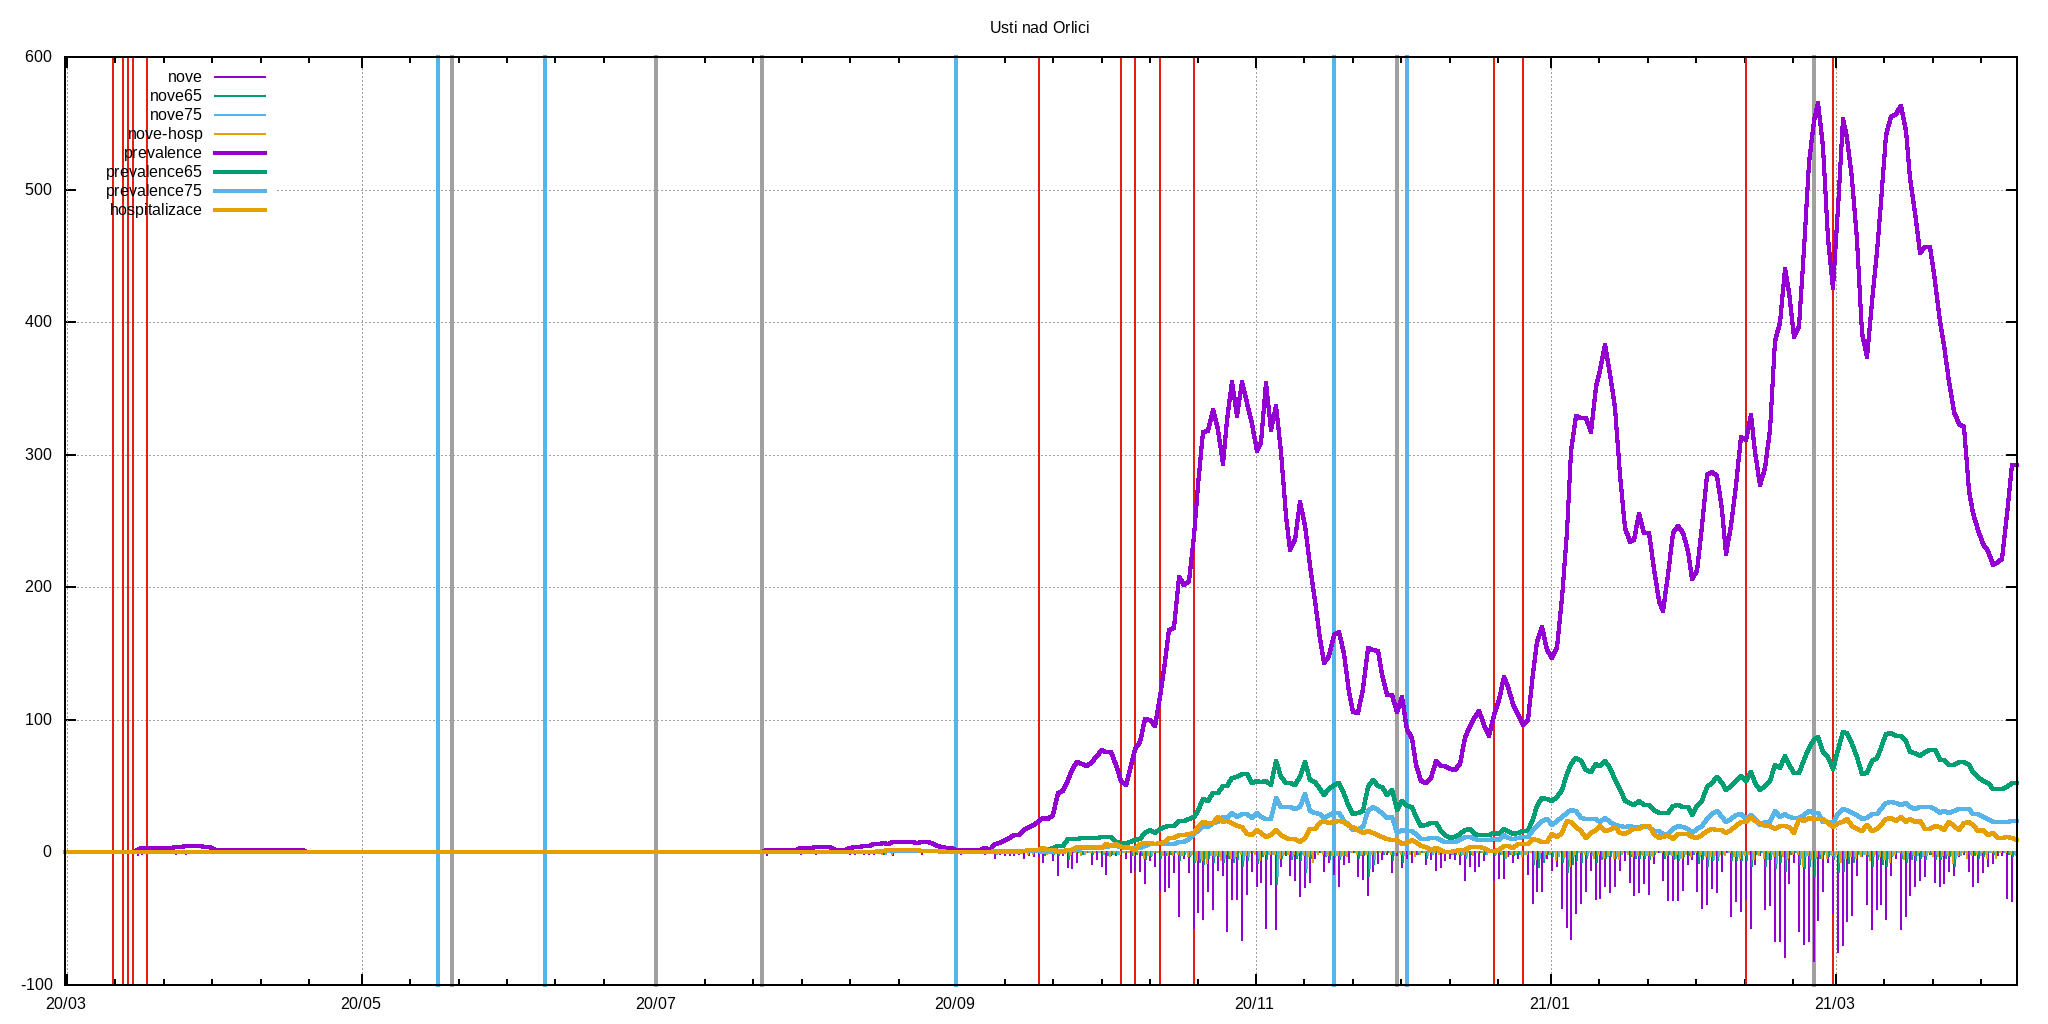 Usti nad Orlici
600
500
400
300
200
100
0
-100
nove
nove65
nove75
nove-hosp
prevalence
prevalence65
prevalence75
hospitalizace
20/03 20/05 20/07 20/09 20/11 21/01 21/03